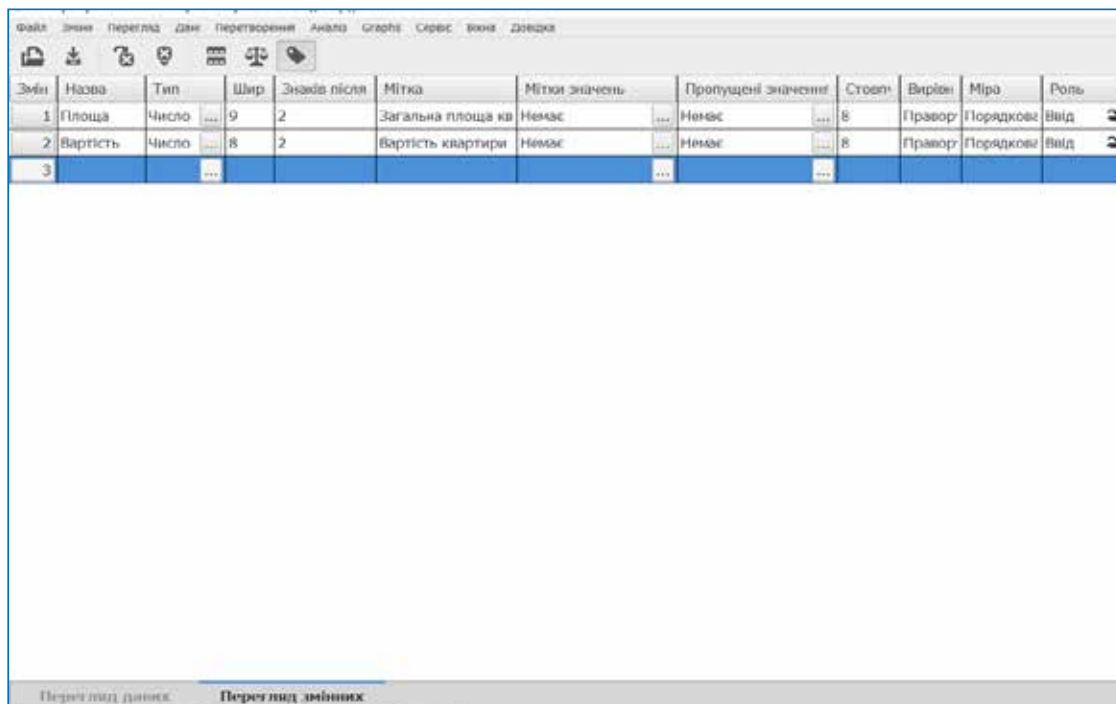 Файл Зміни Перегляд Дані Перетворення Аналіз Graphs Сервіс Вікна Довідка
Змін Назва Тип Шир Знаків після Мітка Мітки значень Пропущені значення Стовп Вирівн Міра Роль
1 Площа Число ... 9 2 Загальна площа кв Немає ... Немає ... 8 Правор Порядкова Ввід
2 Вартість Число ... 8 2 Вартість квартири Немає ... Немає ... 8 Правор Порядкова Ввід
3 ... ... ...
Перегляд даних Перегляд змінних